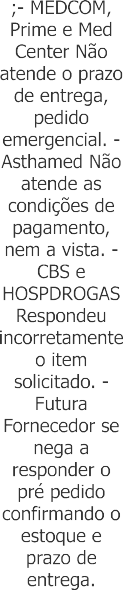 ;- MEDCOM,
Prime e Med
Center Não
atende o prazo
de entrega,
pedido
emergencial. -
Asthamed Não
atende as
condições de
pagamento,
nem a vista. -
CBS e
HOSPDROGAS
Respondeu
incorretamente
o item
solicitado. -
Futura
Fornecedor se
nega a
responder o
pré pedido
confirmando o
estoque e
prazo de
entrega.